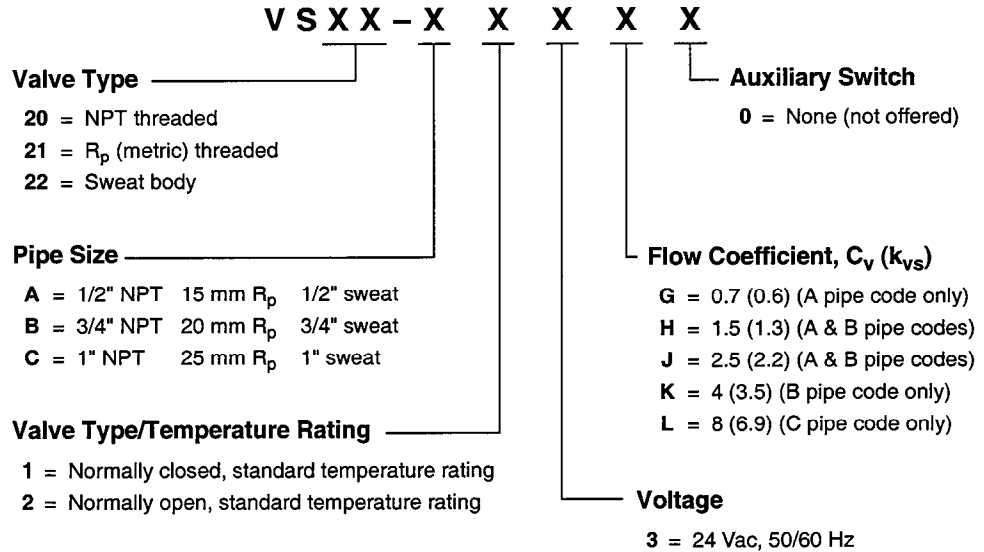 V S X X – X X X X X
Valve Type
20 = NPT threaded
21 = Rp (metric) threaded
22 = Sweat body
Pipe Size
A = 1/2" NPT 15 mm Rp 1/2" sweat
B = 3/4" NPT 20 mm Rp 3/4" sweat
C = 1" NPT 25 mm Rp 1" sweat
Valve Type/Temperature Rating
1 = Normally closed, standard temperature rating
2 = Normally open, standard temperature rating
Auxiliary Switch
0 = None (not offered)
Flow Coefficient, Cv (kvs)
G = 0.7 (0.6) (A pipe code only)
H = 1.5 (1.3) (A & B pipe codes)
J = 2.5 (2.2) (A & B pipe codes)
K = 4 (3.5) (B pipe code only)
L = 8 (6.9) (C pipe code only)
Voltage
3 = 24 Vac, 50/60 Hz